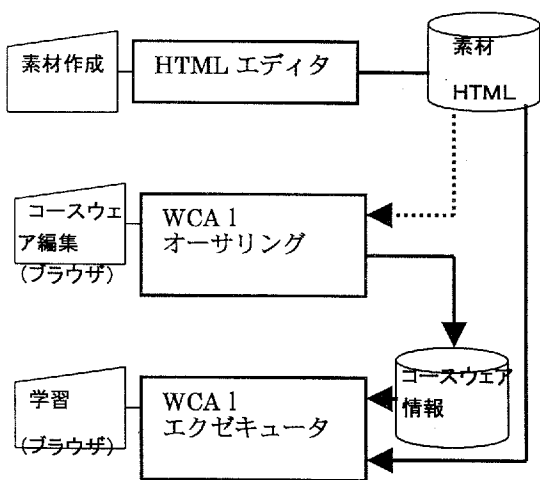 素材作成
HTML エディタ
素材
HTML
コースウェ
ア編集
(ブラウザ)
WCA 1
オーサリング
コースウェア
情報
学習
(ブラウザ)
WCA 1
エクゼキュータ